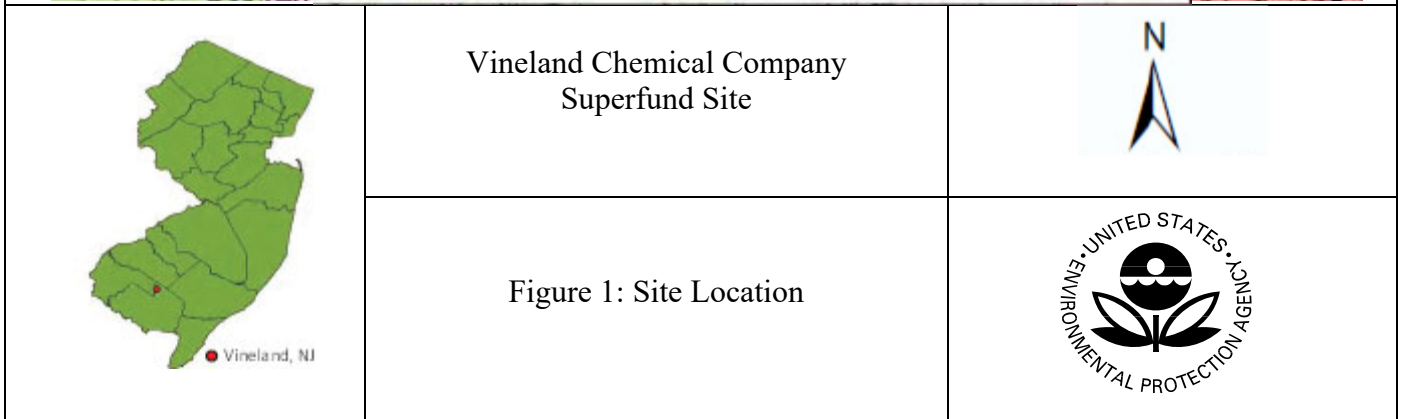 Vineland Chemical Company
Superfund Site
N
Vineland, NJ
Figure 1: Site Location
UNITED STATES
ENVIRONMENTAL PROTECTION AGENCY